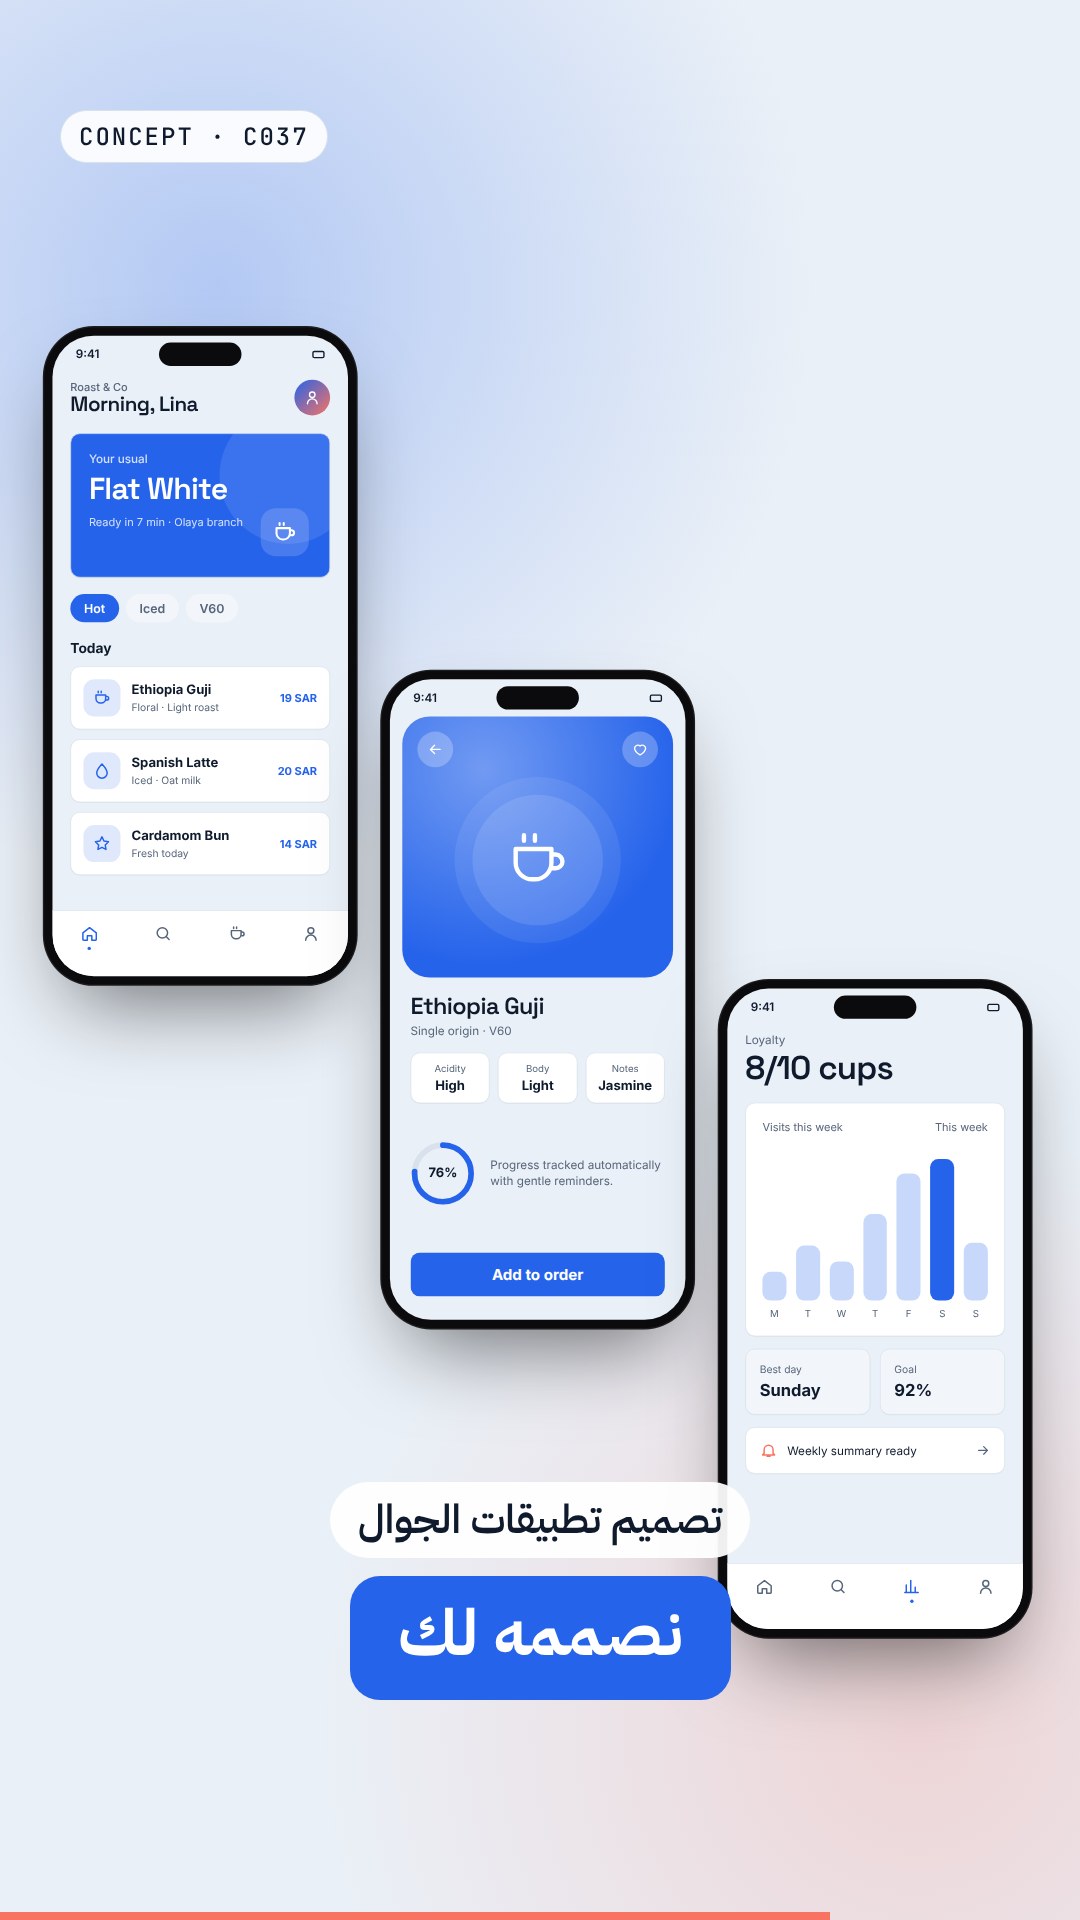 CONCEPT · C037
9:41
Roast & Co
Morning, Lina
Your usual
Flat White
Ready in 7 min · Olaya branch
Hot
Iced
V60
Today
Ethiopia Guji
Floral · Light roast
19 SAR
Spanish Latte
Iced · Oat milk
20 SAR
Cardamom Bun
Fresh today
14 SAR
9:41
Ethiopia Guji
Single origin · V60
Acidity
High
Body
Light
Notes
Jasmine
76%
Progress tracked automatically
with gentle reminders.
Add to order
9:41
Loyalty
8/10 cups
Visits this week
This week
M T W T F S S
Best day
Sunday
Goal
92%
Weekly summary ready
تصميم تطبيقات الجوال
نصممه لك